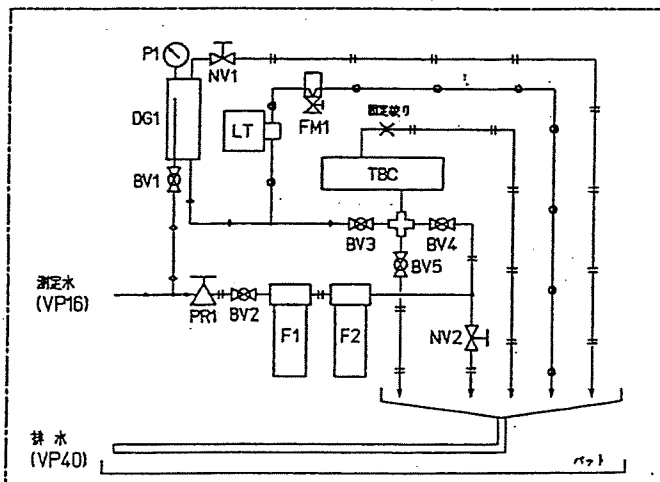 P1
NV1
DG1
LT
FM1
固定絞り
TBC
BV1
BV3
BV4
BV5
測定水
(VP16)
PR1
BV2
F1
F2
NV2
排水
(VP40)
バット